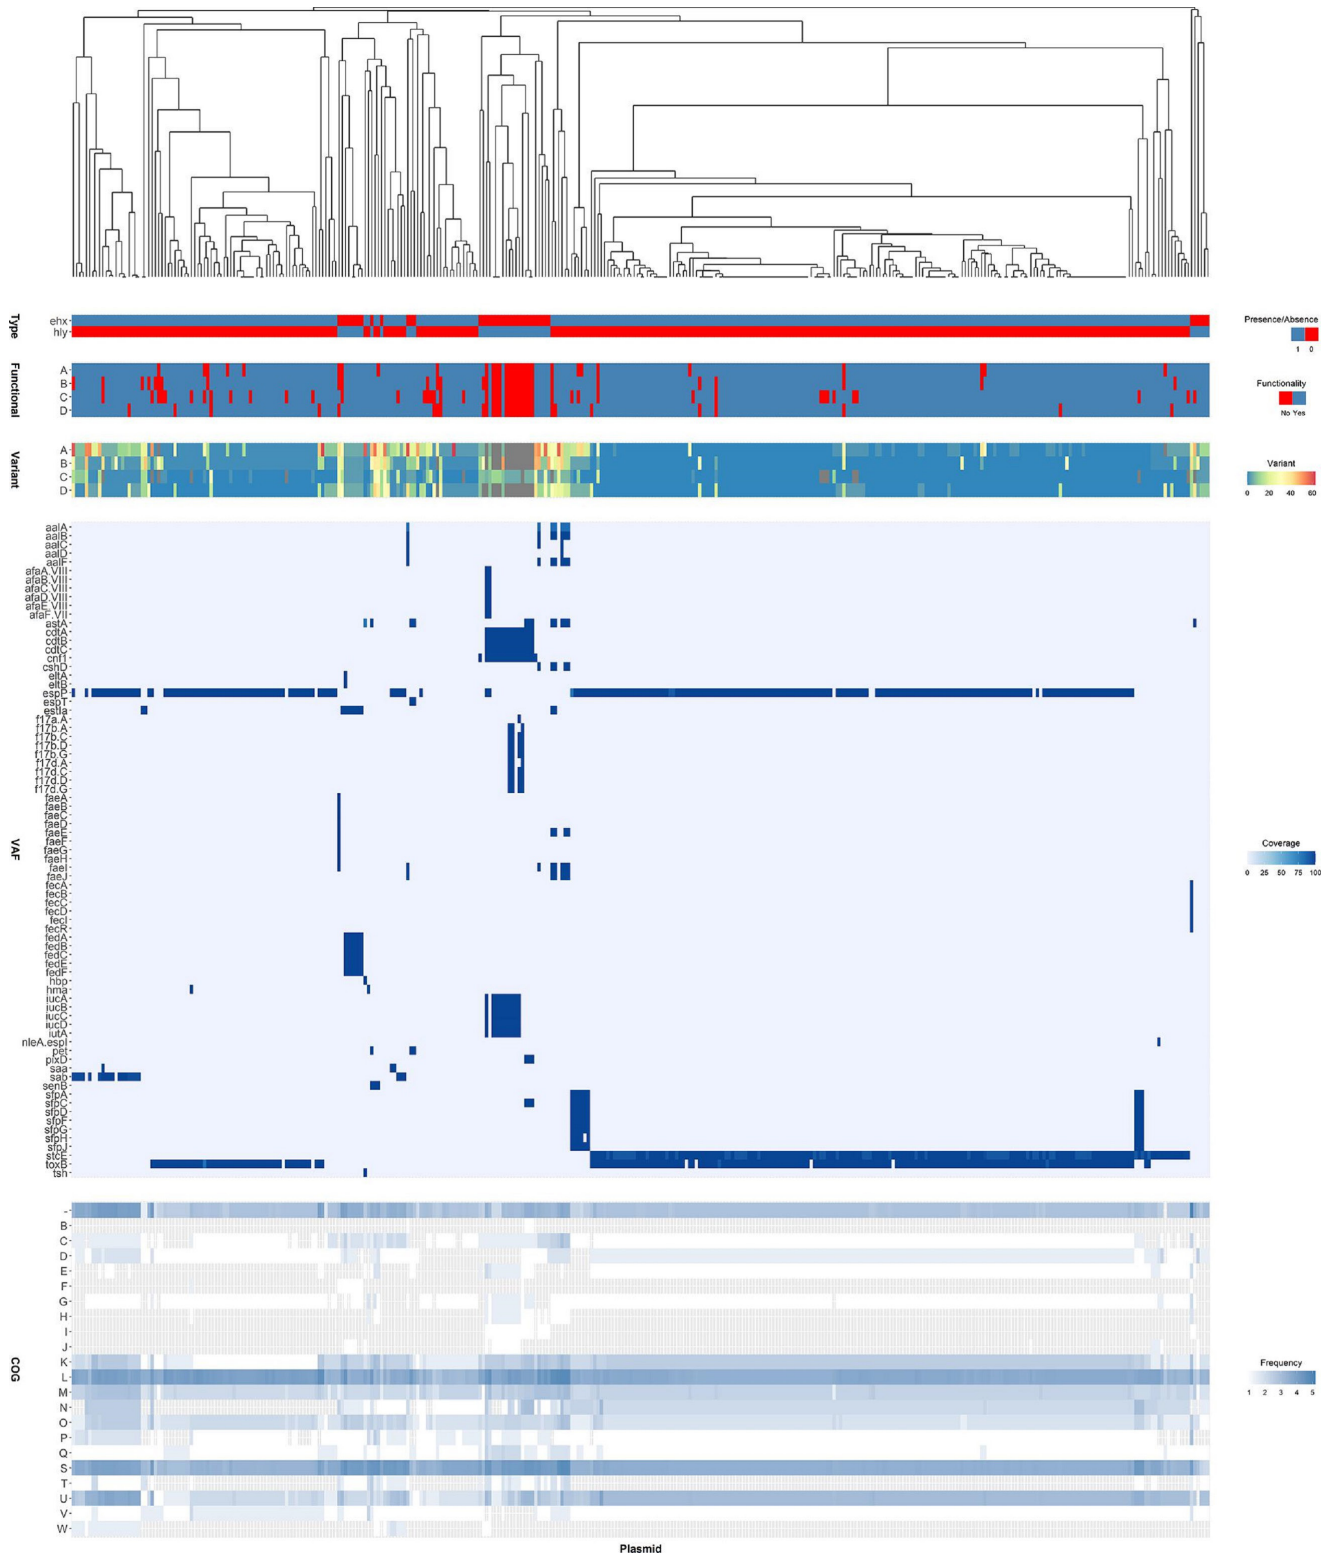 Type
ehx
hly
Presence/Absence
1 0
Functional
A
B
C
D
Functionality
No Yes
Variant
A
B
C
D
Variant
0 20 40 60
VAF
aalA
aalB
aalC
aalD
aalF
afaA.VIII
afaB.VIII
afaC.VIII
afaD.VIII
afaE.VIII
afaF.VII
astA
cdtA
cdtB
cdtC
cnf1
cshD
eltA
eltB
espP
espT
estIa
f17a.A
f17b.A
f17b.C
f17b.D
f17b.G
f17d.A
f17d.C
f17d.D
f17d.G
faeA
faeB
faeC
faeD
faeE
faeF
faeG
faeH
faeI
faeJ
fecA
fecB
fecC
fecD
fecI
fecR
fedA
fedB
fedC
fedE
fedF
hbp
hma
iucA
iucB
iucC
iucD
iutA
nleA.espI
pet
pixD
saa
sab
senB
sfpA
sfpC
sfpD
sfpF
sfpG
sfpH
sfpJ
stcE
toxB
tsh
Coverage
0 25 50 75 100
COG
-
B
C
D
E
F
G
H
I
J
K
L
M
N
O
P
Q
S
T
U
V
W
Frequency
1 2 3 4 5
Plasmid